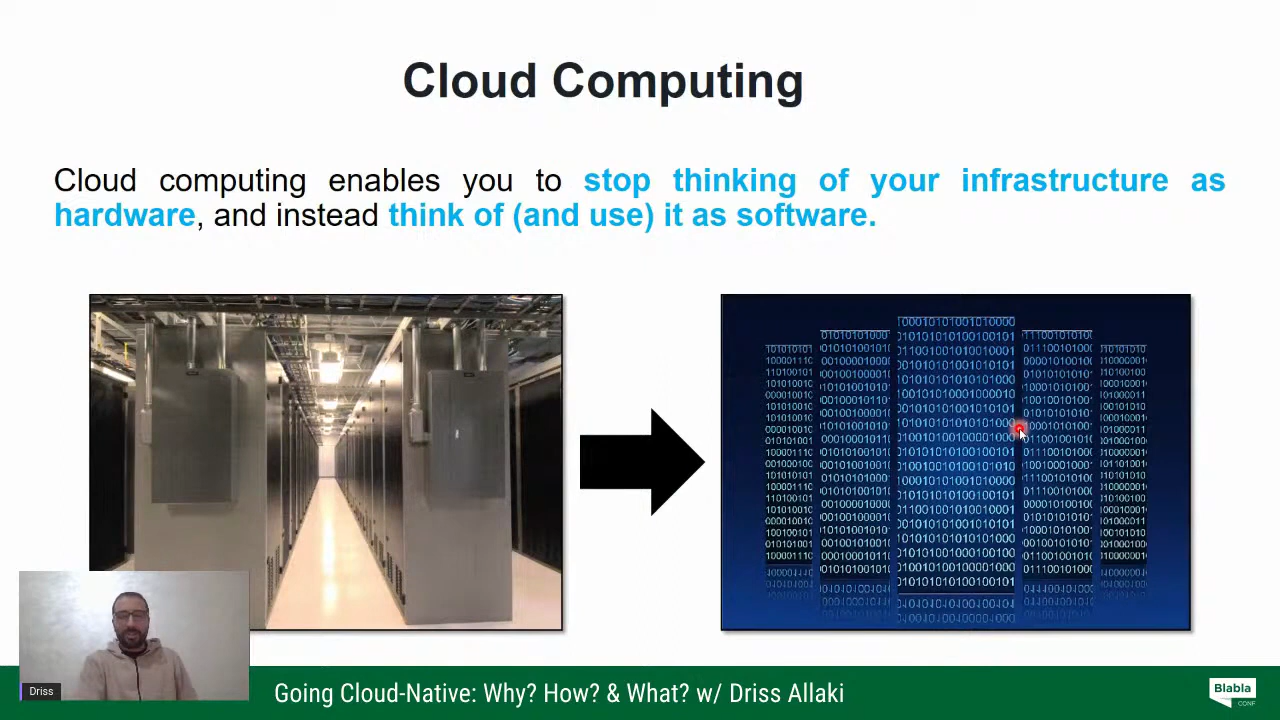 Cloud Computing
Cloud computing enables you to stop thinking of your infrastructure as
hardware, and instead think of (and use) it as software.
Driss
Going Cloud-Native: Why? How? & What? w/ Driss Allaki
Blabla
CONF